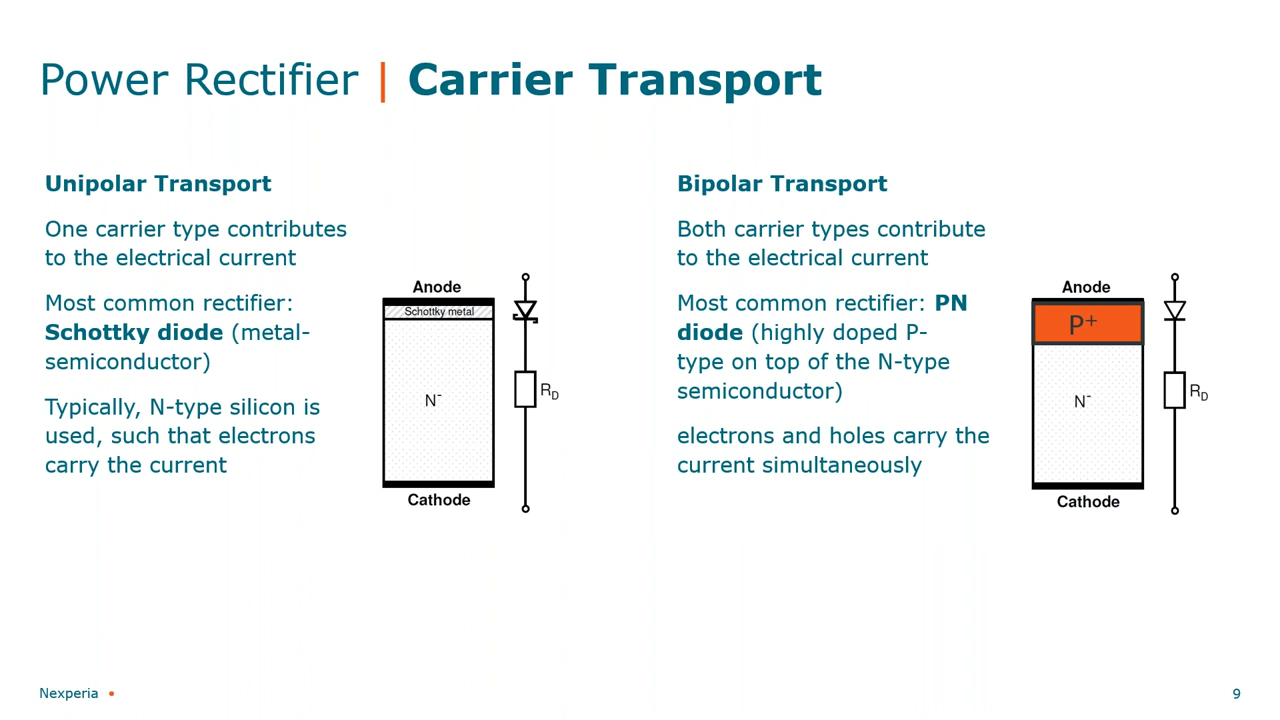 Power Rectifier | Carrier Transport
Unipolar Transport
One carrier type contributes
to the electrical current
Most common rectifier:
Schottky diode (metal-
semiconductor)
Typically, N-type silicon is
used, such that electrons
carry the current
Anode
Schottky metal
N-
RD
Cathode
Bipolar Transport
Both carrier types contribute
to the electrical current
Most common rectifier: PN
diode (highly doped P-
type on top of the N-type
semiconductor)
electrons and holes carry the
current simultaneously
Anode
P+
N-
RD
Cathode
Nexperia •
9